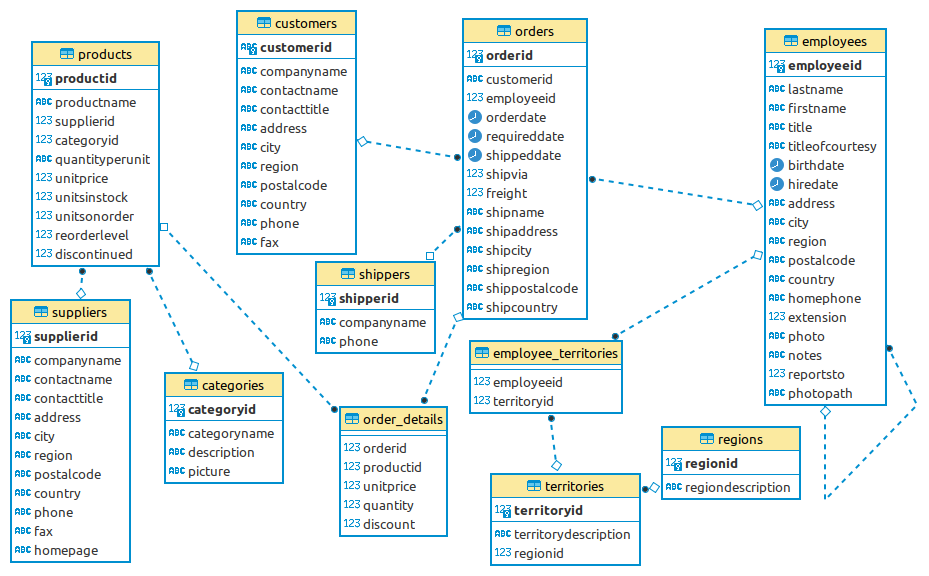 products
productid
productname
supplierid
categoryid
quantityperunit
unitprice
unitsinstock
unitsonorder
reorderlevel
discontinued
customers
customerid
companyname
contactname
contacttitle
address
city
region
postalcode
country
phone
fax
orders
orderid
customerid
employeeid
orderdate
requireddate
shippeddate
shipvia
freight
shipname
shipaddress
shipcity
shipregion
shippostalcode
shipcountry
employees
employeeid
lastname
firstname
title
titleofcourtesy
birthdate
hiredate
address
city
region
postalcode
country
homephone
extension
photo
notes
reportsto
photopath
shippers
shipperid
companyname
phone
suppliers
supplierid
companyname
contactname
contacttitle
address
city
region
postalcode
country
phone
fax
homepage
categories
categoryid
categoryname
description
picture
order_details
orderid
productid
unitprice
quantity
discount
employee_territories
employeeid
territoryid
territories
territoryid
territorydescription
regionid
regions
regionid
regiondescription